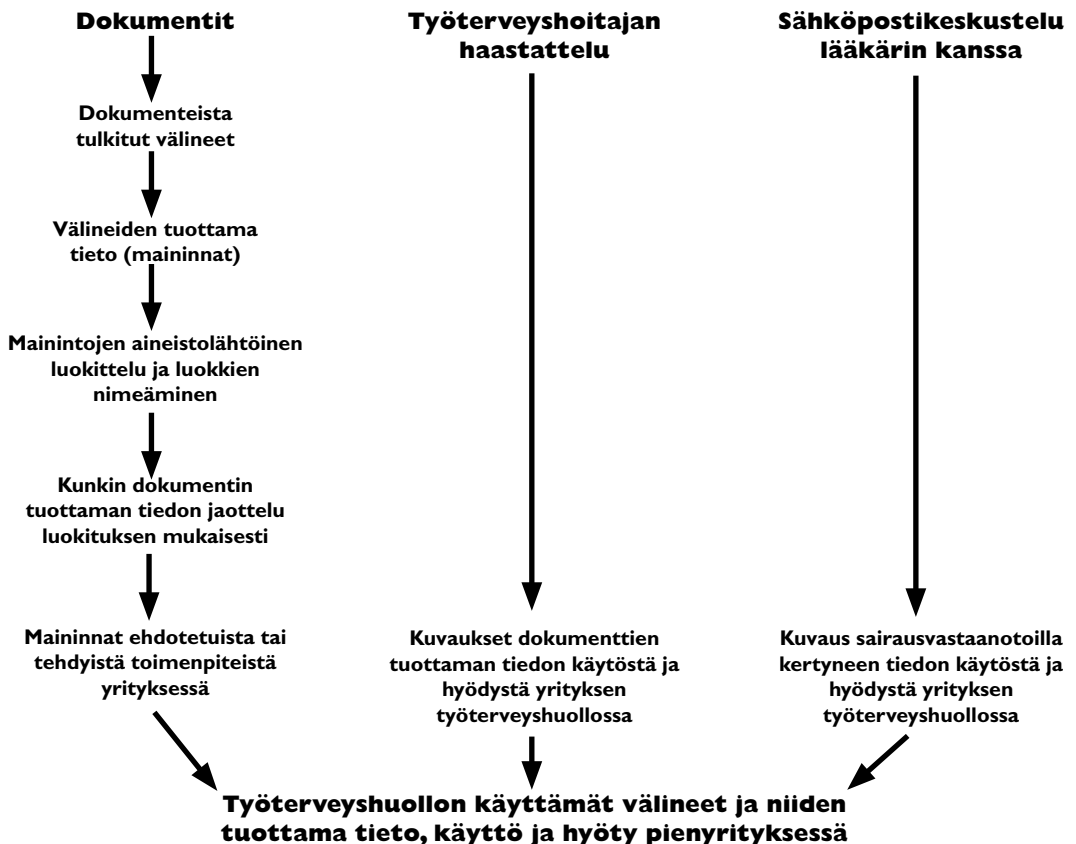 Dokumentit
Dokumenteista
tulkitut välineet
Välineiden tuottama
tieto (maininnat)
Mainintojen aineistolähtöinen
luokittelu ja luokkien
nimeäminen
Kunkin dokumentin
tuottaman tiedon jaottelu
luokituksen mukaisesti
Maininnat ehdotetuista tai
tehdyistä toimenpiteistä
yrityksessä
Työterveyshoitajan
haastattelu
Kuvaukset dokumenttien
tuottaman tiedon käytöstä ja
hyödystä yrityksen
työterveyshuollossa
Sähköpostikeskustelu
lääkärin kanssa
Kuvaus sairausvastaanotoilla
kertyneen tiedon käytöstä ja
hyödystä yrityksen
työterveyshuollossa
Työterveyshuollon käyttämät välineet ja niiden
tuottama tieto, käyttö ja hyöty pienyrityksessä